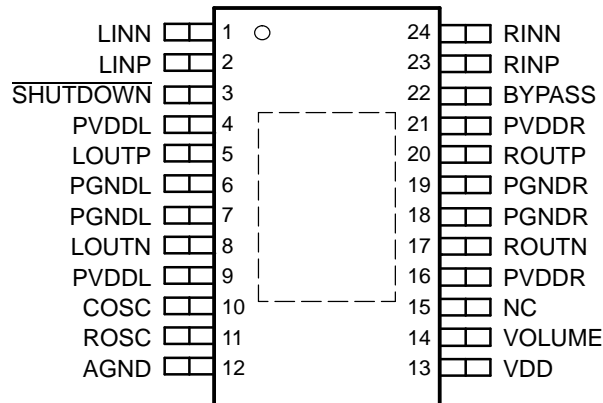 LINN 1 24 RINN
LINP 2 23 RINP
SHUTDOWN 3 22 BYPASS
PVDDL 4 21 PVDDR
LOUTP 5 20 ROUTP
PGNDL 6 19 PGNDR
PGNDL 7 18 PGNDR
LOUTN 8 17 ROUTN
PVDDL 9 16 PVDDR
COSC 10 15 NC
ROSC 11 14 VOLUME
AGND 12 13 VDD